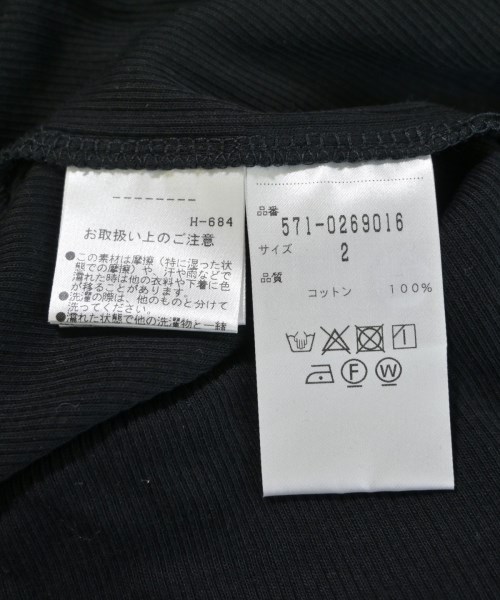 --------
H-684
お取扱い上のご注意
●この素材は摩擦(特に湿った状
態での摩擦)や、汗や雨などで
濡れた時は他の衣料や下着に色
が移ることがあります。
●洗濯の際は、他のものと分けて
洗ってください。
●濡れた状態で他の洗濯物と一緒
品番
571-0269016
サイズ
2
品質
コットン 100%
F W